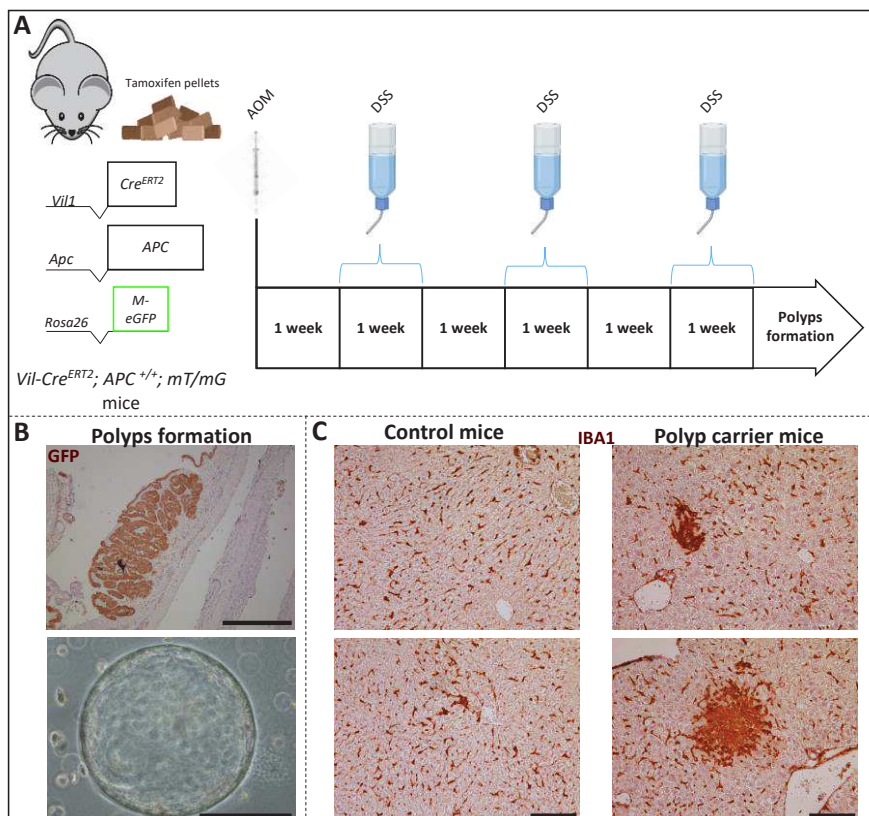 A
Tamoxifen pellets
AOM
DSS
DSS
DSS
Vil1
Cre^ERT2
Apc
APC
Rosa26
M-
eGFP
1 week
1 week
1 week
1 week
1 week
1 week
Polyps
formation
Vil-Cre^ERT2; APC ^+/+; mT/mG
mice
B
Polyps formation
GFP
C
Control mice
IBA1
Polyp carrier mice